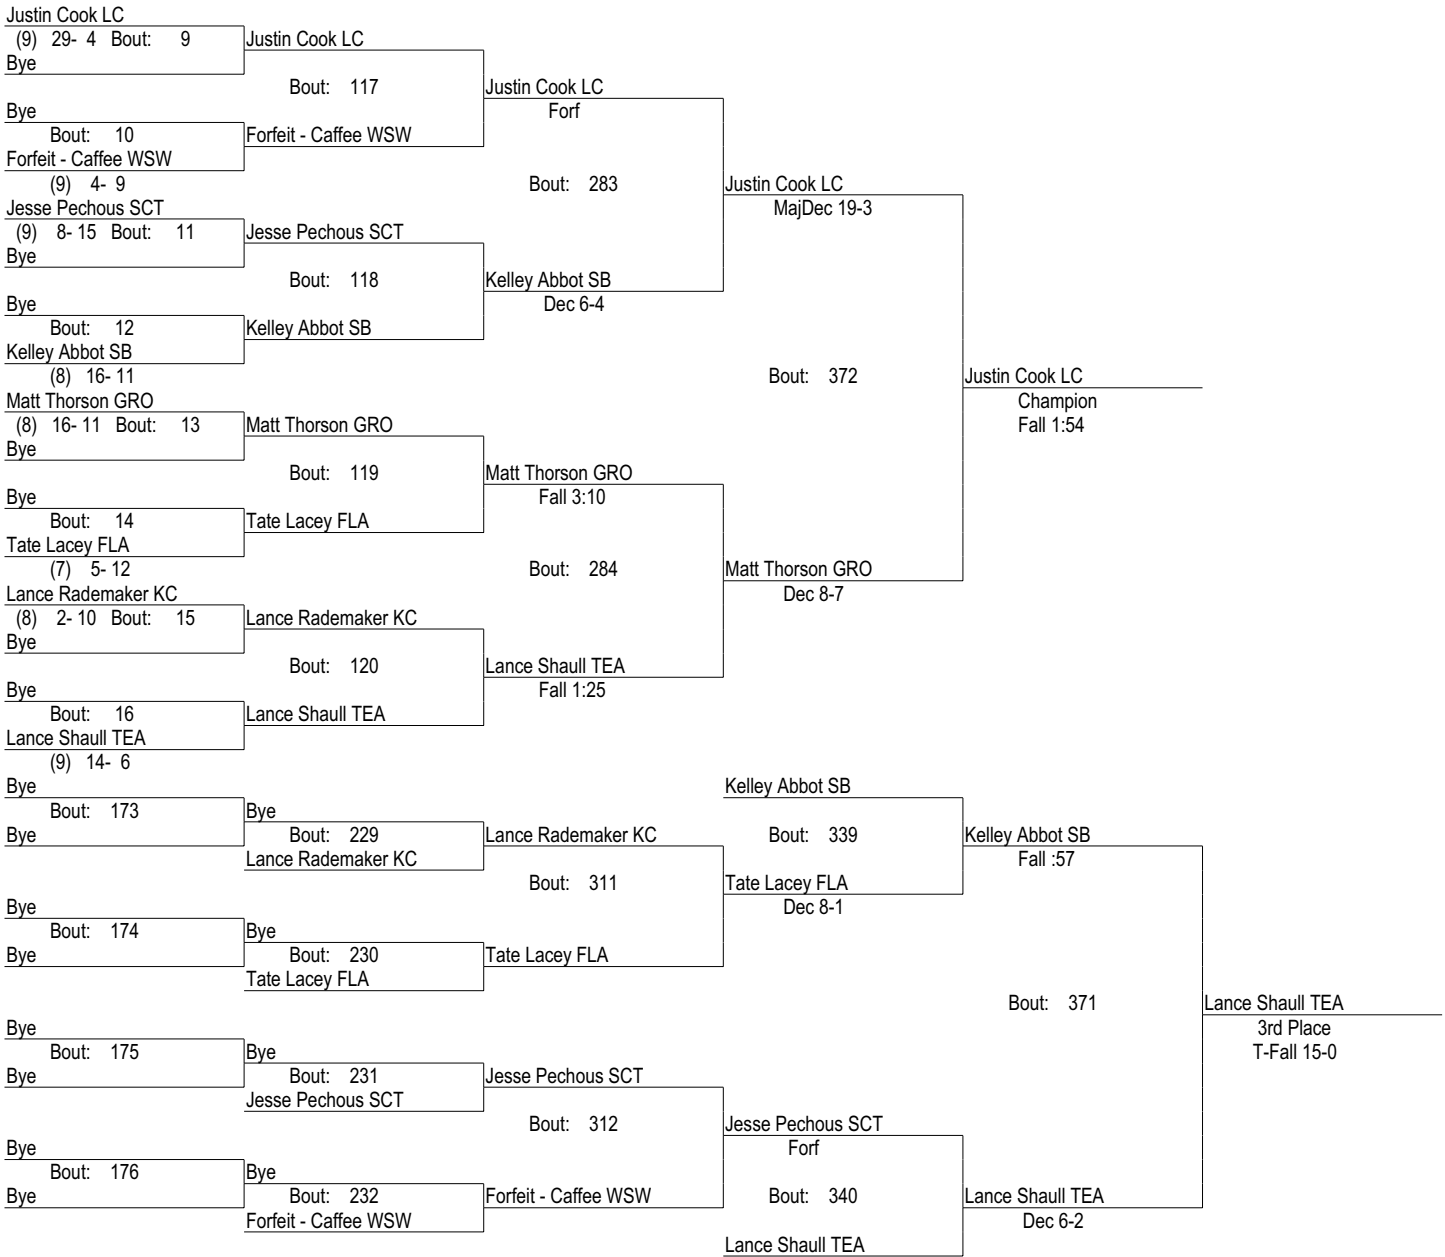 Justin Cook LC
(9) 29- 4 Bout: 9 Justin Cook LC
Bye
Bout: 117 Justin Cook LC
Bye Forf
Bout: 10 Forfeit - Caffee WSW
Forfeit - Caffee WSW
(9) 4- 9 Bout: 283 Justin Cook LC
Jesse Pechous SCT MajDec 19-3
(9) 8- 15 Bout: 11 Jesse Pechous SCT
Bye
Bout: 118 Kelley Abbot SB
Bye Dec 6-4
Bout: 12 Kelley Abbot SB
Kelley Abbot SB
(8) 16- 11 Bout: 372 Justin Cook LC
Matt Thorson GRO Champion
(8) 16- 11 Bout: 13 Matt Thorson GRO Fall 1:54
Bye
Bout: 119 Matt Thorson GRO
Bye Fall 3:10
Bout: 14 Tate Lacey FLA
Tate Lacey FLA
(7) 5- 12 Bout: 284 Matt Thorson GRO
Lance Rademaker KC Dec 8-7
(8) 2- 10 Bout: 15 Lance Rademaker KC
Bye
Bout: 120 Lance Shaull TEA
Bye Fall 1:25
Bout: 16 Lance Shaull TEA
Lance Shaull TEA
(9) 14- 6
Bye Kelley Abbot SB
Bout: 173 Bye
Bye Bout: 229 Lance Rademaker KC Bout: 339 Kelley Abbot SB
Lance Rademaker KC Fall :57
Bout: 311 Tate Lacey FLA
Bye Dec 8-1
Bout: 174 Bye
Bye Bout: 230 Tate Lacey FLA
Tate Lacey FLA
Bout: 371 Lance Shaull TEA
Bye 3rd Place
Bout: 175 Bye T-Fall 15-0
Bye Bout: 231 Jesse Pechous SCT
Jesse Pechous SCT
Bout: 312 Jesse Pechous SCT
Bye Forf
Bout: 176 Bye
Bye Bout: 232 Forfeit - Caffee WSW Bout: 340 Lance Shaull TEA
Forfeit - Caffee WSW Dec 6-2
Lance Shaull TEA